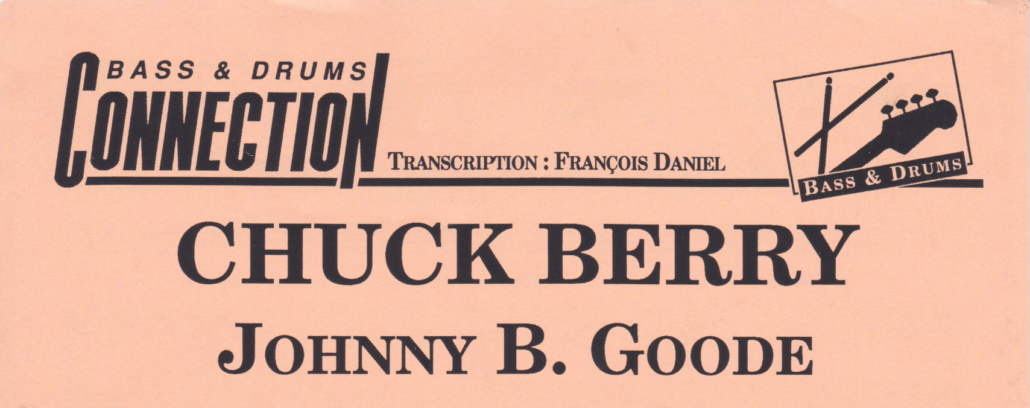 BASS & DRUMS
CONNECTION
TRANSCRIPTION : FRANÇOIS DANIEL
BASS & DRUMS
CHUCK BERRY
JOHNNY B. GOODE